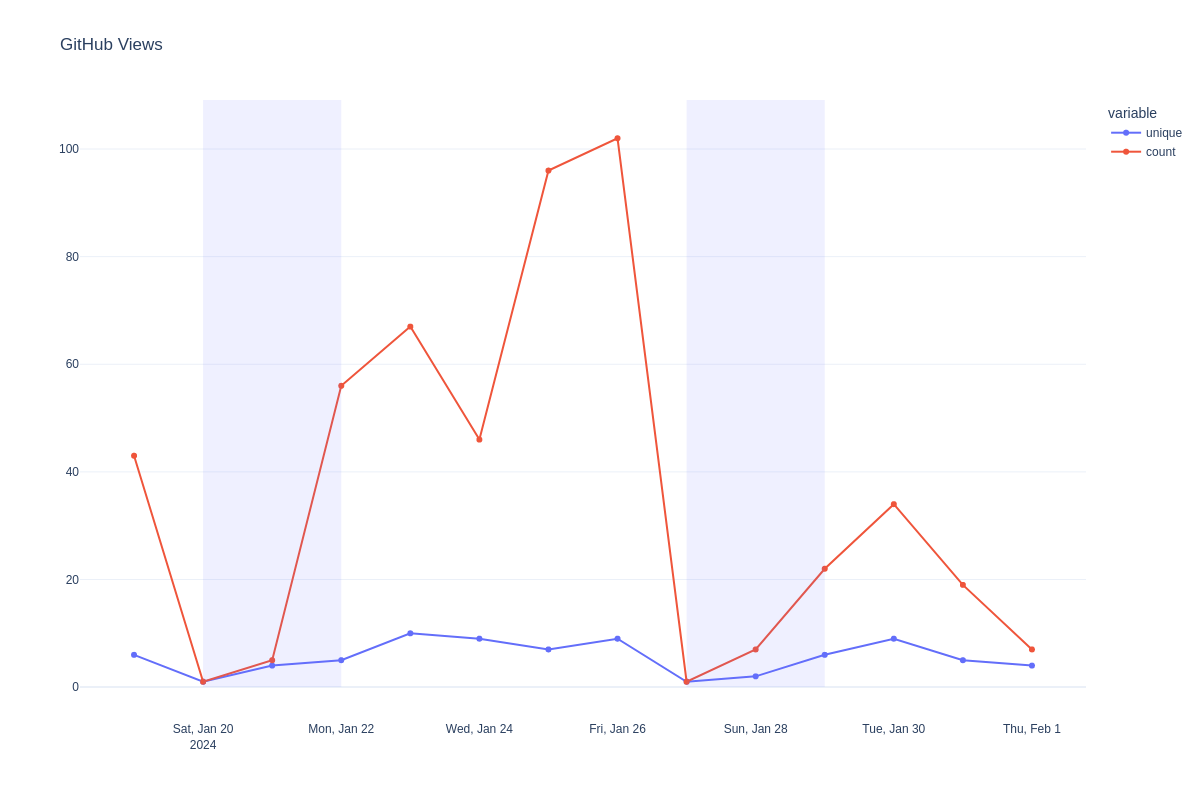 GitHub Views
variable
unique
count
100
80
60
40
20
0
Sat, Jan 20
2024
Mon, Jan 22
Wed, Jan 24
Fri, Jan 26
Sun, Jan 28
Tue, Jan 30
Thu, Feb 1